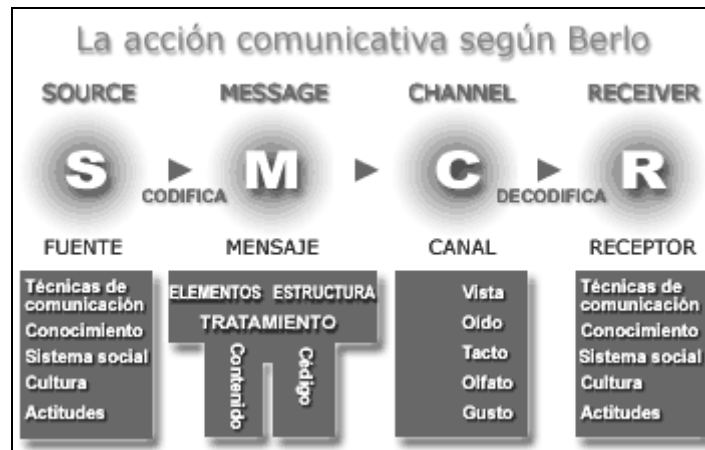 La acción comunicativa según Berlo
SOURCE
MESSAGE
CHANNEL
RECEIVER
S
M
C
R
CODIFICA
DECODIFICA
FUENTE
MENSAJE
CANAL
RECEPTOR
Técnicas de
comunicación
Conocimiento
Sistema social
Cultura
Actitudes
ELEMENTOS ESTRUCTURA
TRATAMIENTO
Contenido
Código
Vista
Oido
Tacto
Olfato
Gusto
Técnicas de
comunicación
Conocimiento
Sistema social
Cultura
Actitudes